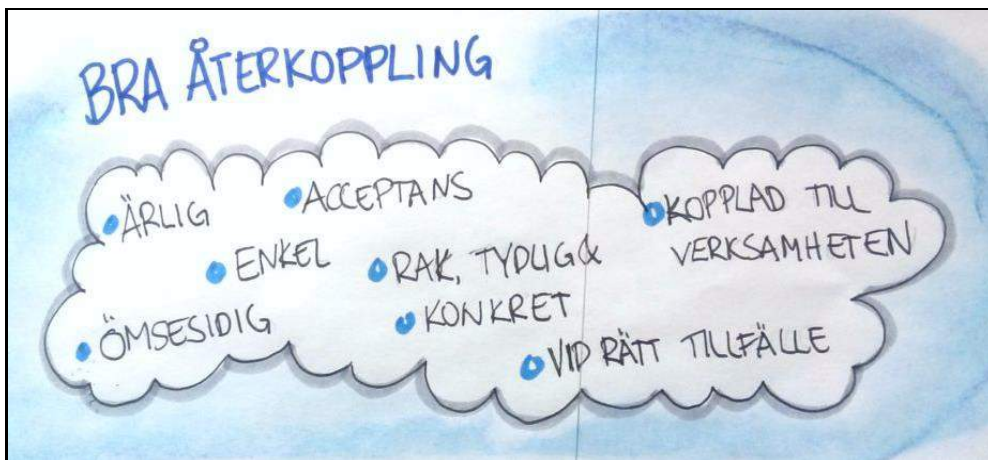 BRA ÅTERKOPPLING
• ÄRLIG
• ACCEPTANS
• ENKEL
• RAK, TYDLIG &
• KONKRET
• ÖMSESIDIG
• KOPPLAD TILL
VERKSAMHETEN
• VID RÄTT TILLFÄLLE